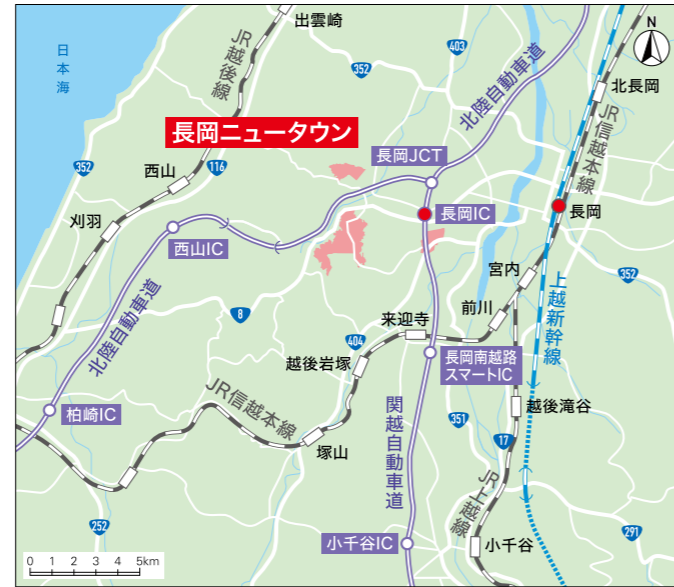 出雲崎
日本海
JR越後線
403
352
北陸自動車道
N
北長岡
JR信越本線
長岡ニュータウン
長岡JCT
352
116
西山
長岡IC
長岡
刈羽
西山IC
352
宮内
上越新幹線
8
前川
北陸自動車道
来迎寺
404
越後岩塚
長岡南越路
スマートIC
JR信越本線
柏崎IC
関越自動車道
351
越後滝谷
塚山
17
JR上越線
252
小千谷IC
小千谷
291
0 1 2 3 4 5km